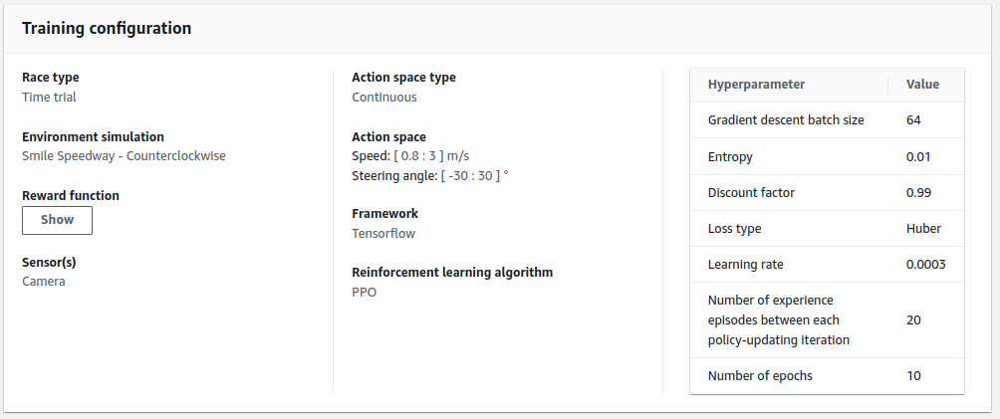 Training configuration
Race type
Time trial
Environment simulation
Smile Speedway - Counterclockwise
Reward function
Show
Sensor(s)
Camera
Action space type
Continuous
Action space
Speed: [ 0.8 : 3 ] m/s
Steering angle: [ -30 : 30 ] °
Framework
Tensorflow
Reinforcement learning algorithm
PPO
Hyperparameter Value
Gradient descent batch size 64
Entropy 0.01
Discount factor 0.99
Loss type Huber
Learning rate 0.0003
Number of experience
episodes between each 20
policy-updating iteration
Number of epochs 10